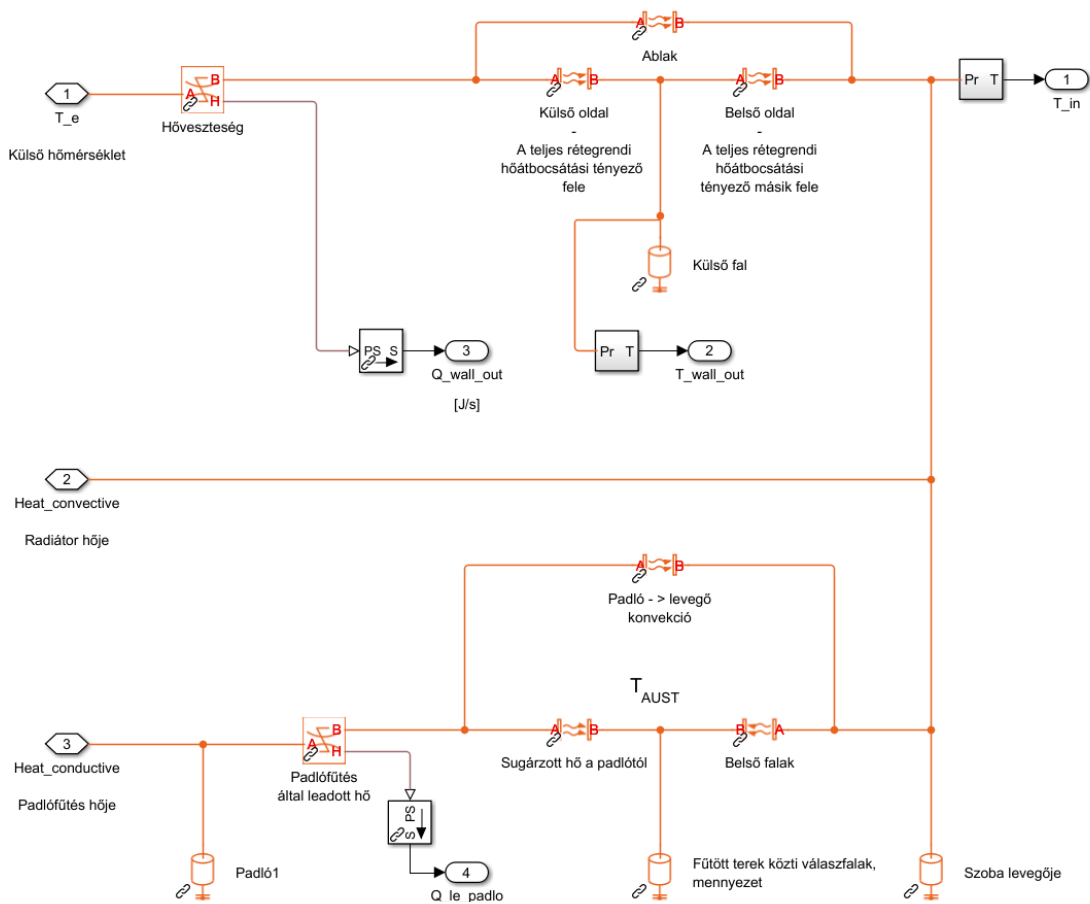 A B
Ablak
1
T_e
Külső hőmérséklet
B
A
H
Hőveszteség
A B
Külső oldal
-
A teljes rétegrendi
hőátbocsátási tényező
fele
A B
Belső oldal
-
A teljes rétegrendi
hőátbocsátási
tényező másik fele
Pr T
1
T_in
Külső fal
PS S
3
Q_wall_out
[J/s]
Pr T
2
T_wall_out
2
Heat_convective
Radiátor hője
A B
Padló - > levegő
konvekció
T_AUST
3
Heat_conductive
Padlófűtés hője
B
A
H
Padlófűtés
által leadott hő
A B
Sugárzott hő a padlótól
B A
Belső falak
S PS
Padló1
4
Q_le_padlo
Fűtött terek közti válaszfalak,
mennyezet
Szoba levegője